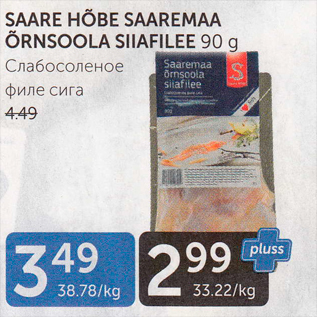 SAARE HÕBE SAAREMAA
ÕRNSOOLA SIIAFILEE 90 g
Слабосоленое
филе сига
4.49
Saaremaa
õrnsoola
siiafilee
90g
3 49
38.78/kg
2 99
33.22/kg
pluss